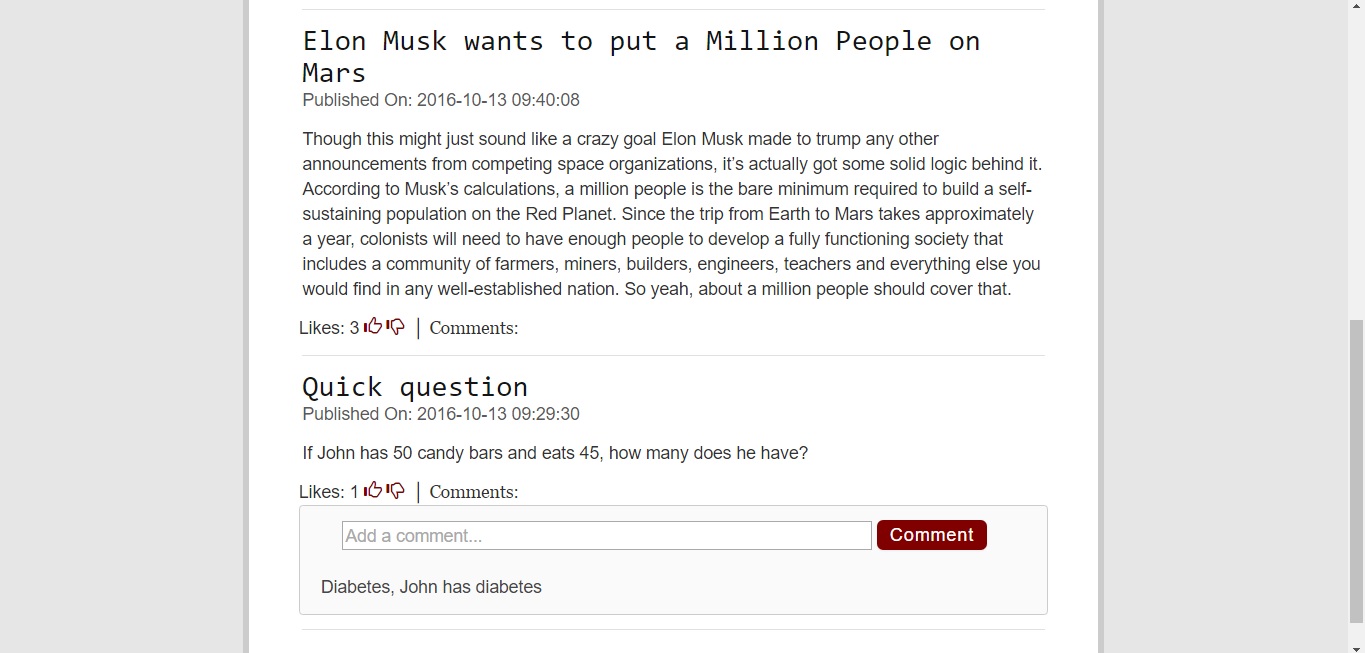 Elon Musk wants to put a Million People on
Mars
Published On: 2016-10-13 09:40:08
Though this might just sound like a crazy goal Elon Musk made to trump any other
announcements from competing space organizations, it’s actually got some solid logic behind it.
According to Musk’s calculations, a million people is the bare minimum required to build a self-
sustaining population on the Red Planet. Since the trip from Earth to Mars takes approximately
a year, colonists will need to have enough people to develop a fully functioning society that
includes a community of farmers, miners, builders, engineers, teachers and everything else you
would find in any well-established nation. So yeah, about a million people should cover that.
Likes: 3 | Comments:
Quick question
Published On: 2016-10-13 09:29:30
If John has 50 candy bars and eats 45, how many does he have?
Likes: 1 | Comments:
Add a comment... Comment
Diabetes, John has diabetes